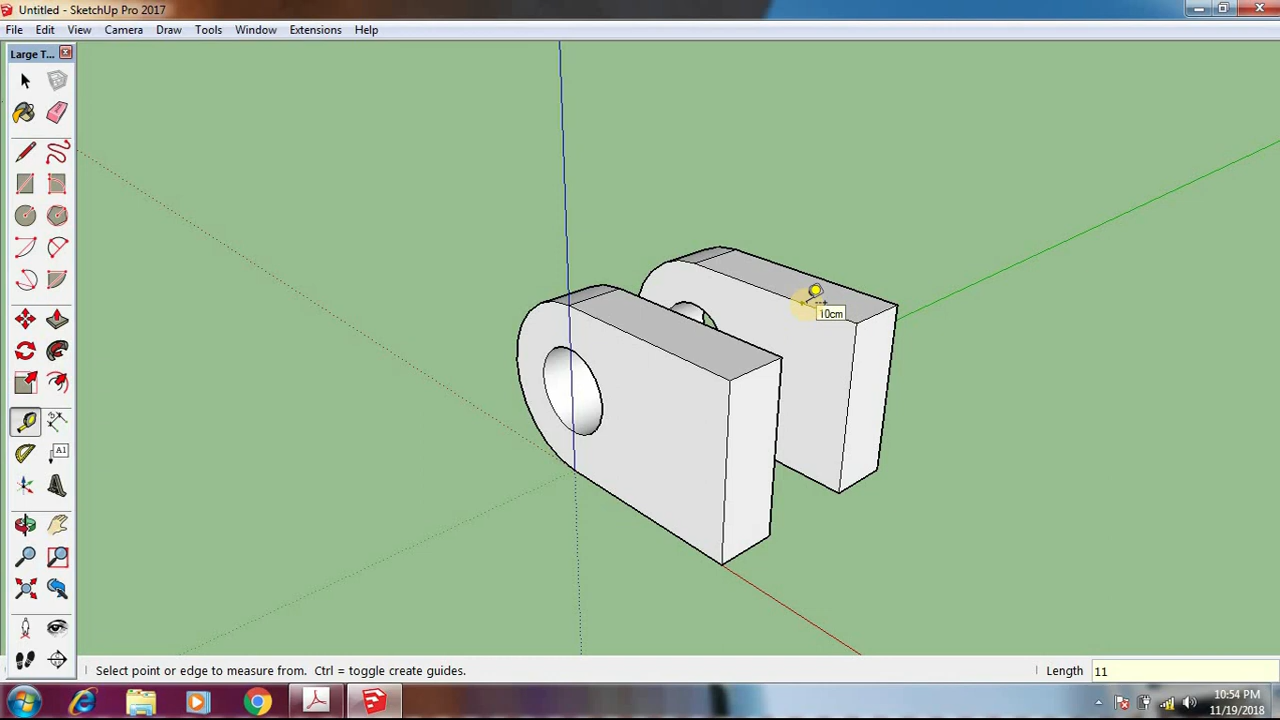 Untitled - SketchUp Pro 2017
File Edit View Camera Draw Tools Window Extensions Help
Large T...
10cm
A1
Select point or edge to measure from. Ctrl = toggle create guides.
Length 11
10:54 PM
11/19/2018